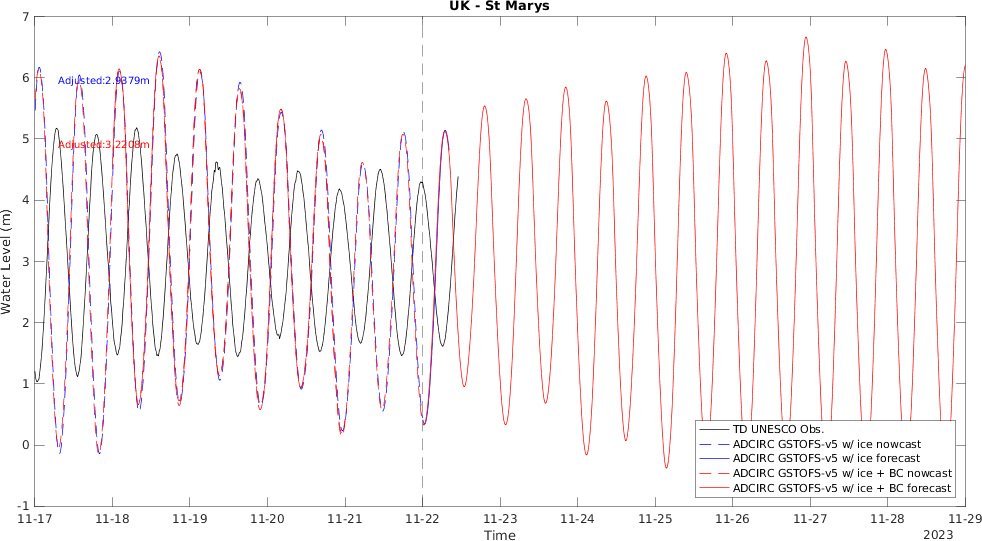 UK - St Marys
7
6
5
4
3
2
1
0
-1
Water Level (m)
Adjusted:2.9379m
Adjusted:3.2208m
TD UNESCO Obs.
ADCIRC GSTOFS-v5 w/ ice nowcast
ADCIRC GSTOFS-v5 w/ ice forecast
ADCIRC GSTOFS-v5 w/ ice + BC nowcast
ADCIRC GSTOFS-v5 w/ ice + BC forecast
11-17 11-18 11-19 11-20 11-21 11-22 11-23 11-24 11-25 11-26 11-27 11-28 11-29
Time
2023